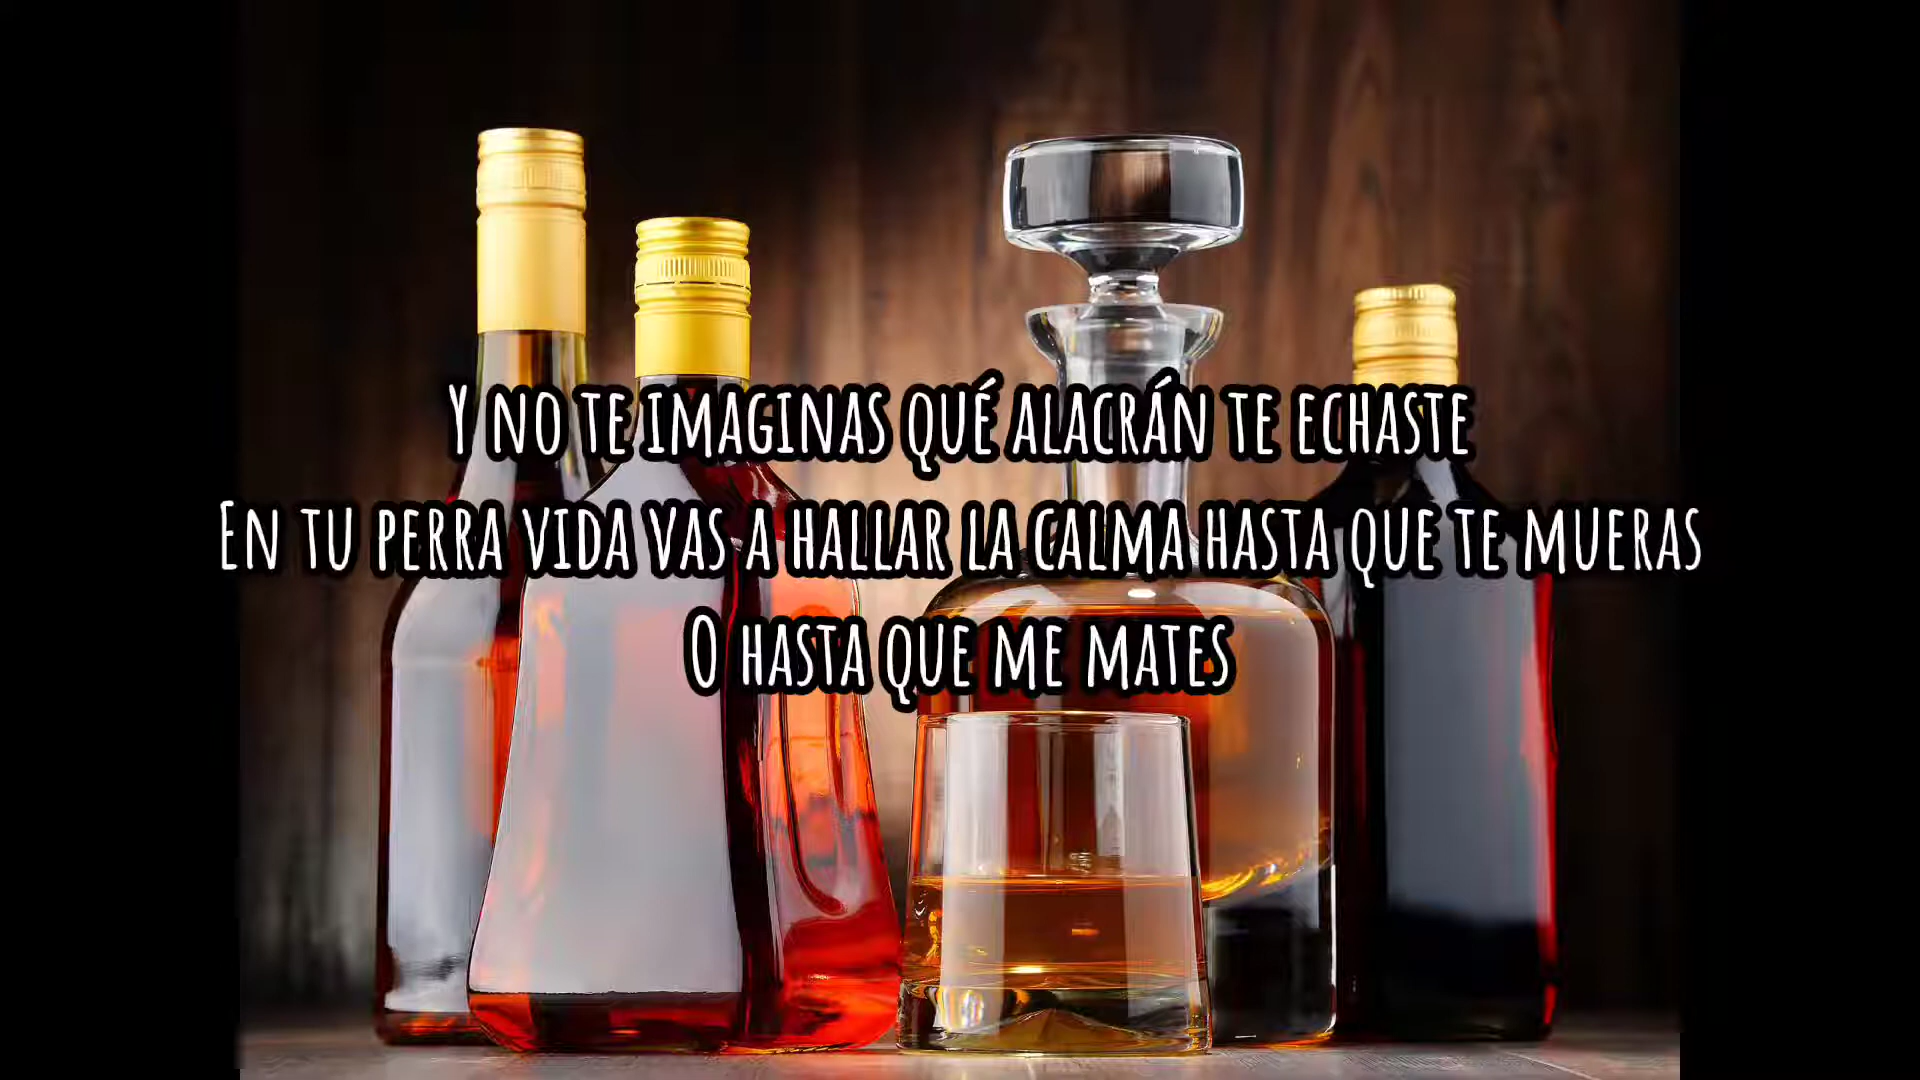 Y no te imaginas qué alacrán te echaste
En tu perra vida vas a hallar la calma hasta que te mueras
O hasta que me mates